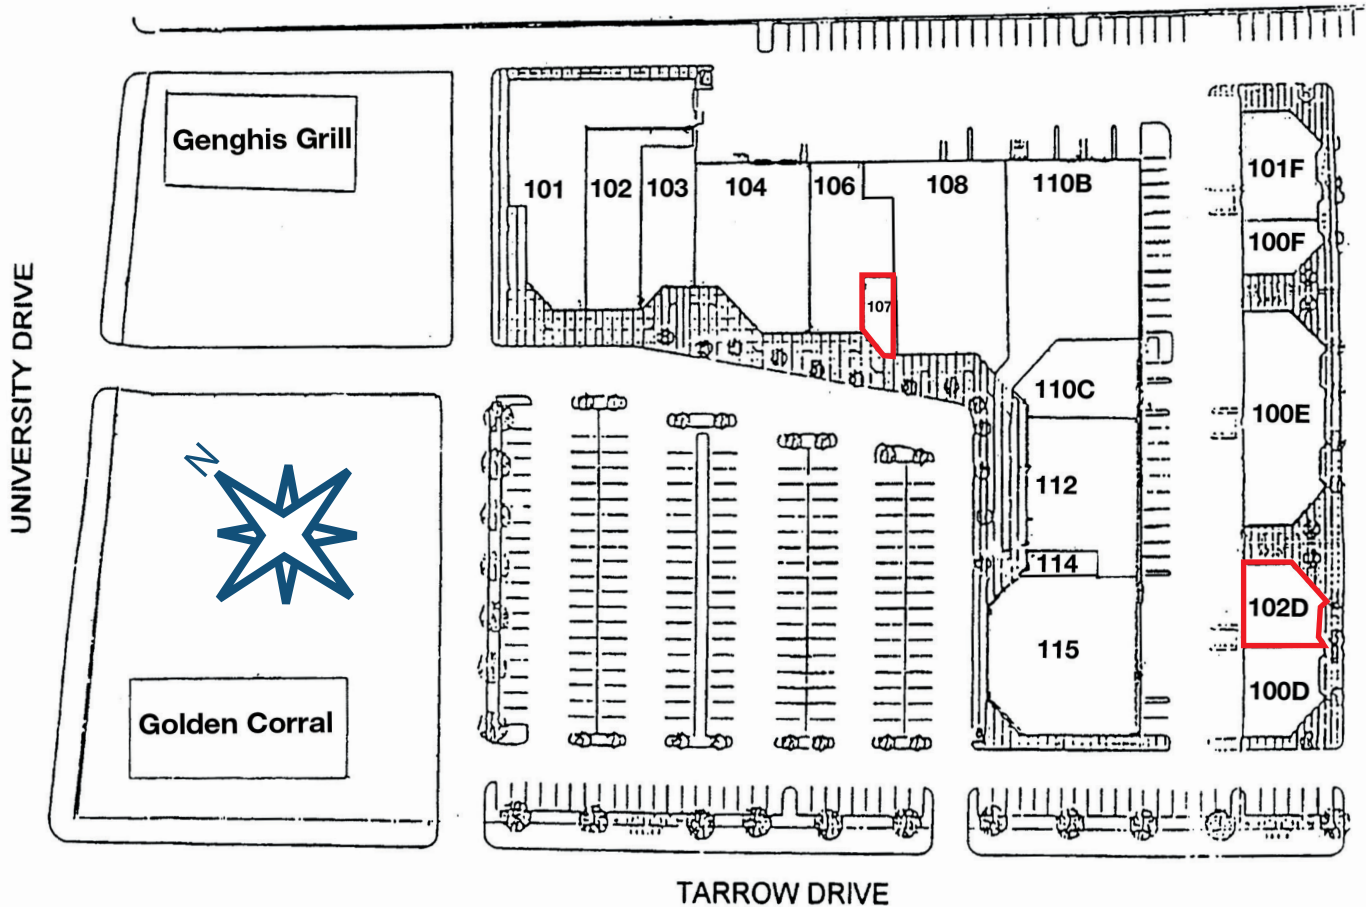 Genghis Grill
101F
101
102
103
104
106
108
110B
100F
UNIVERSITY DRIVE
107
110C
100E
N
112
114
102D
115
100D
Golden Corral
TARROW DRIVE